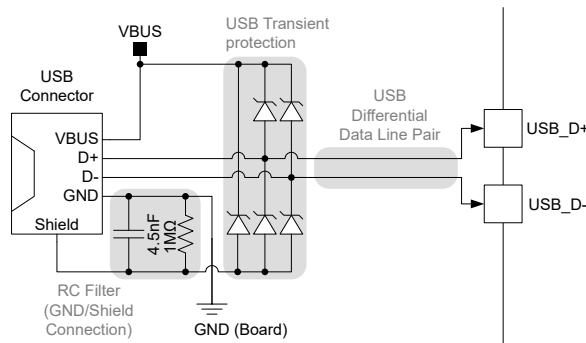 VBUS
USB Transient
protection
USB
Connector
USB
Differential
Data Line Pair
VBUS
D+
D-
GND
Shield
USB_D+
USB_D-
4.5nF
1MΩ
RC Filter
(GND/Shield
Connection)
GND (Board)